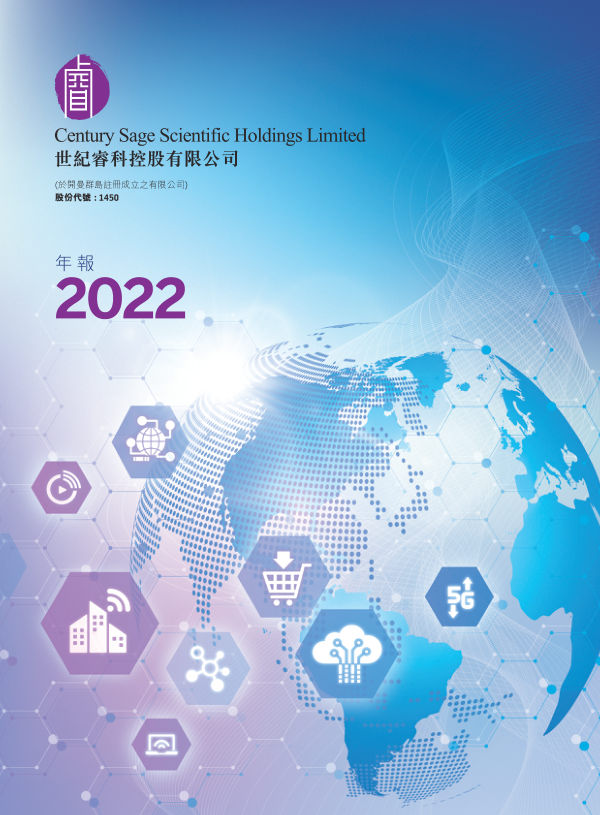 Century Sage Scientific Holdings Limited
世紀睿科控股有限公司
(於開曼群島註冊成立之有限公司)
股份代號：1450
年報
2022
5G